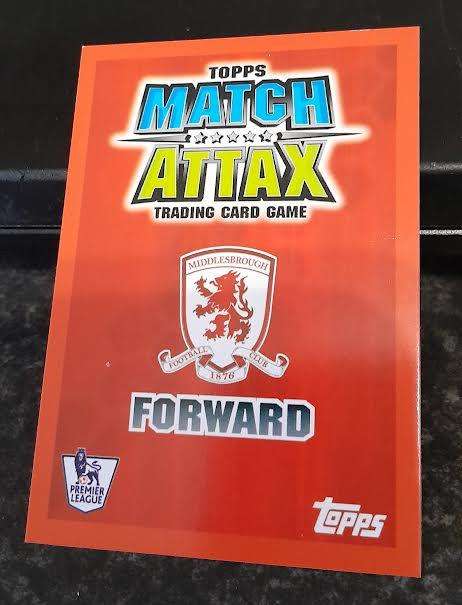 TOPPS
MATCH
ATTAX
TRADING CARD GAME
MIDDLESBROUGH
FOOTBALL CLUB
1876
FORWARD
PREMIER
LEAGUE
topps